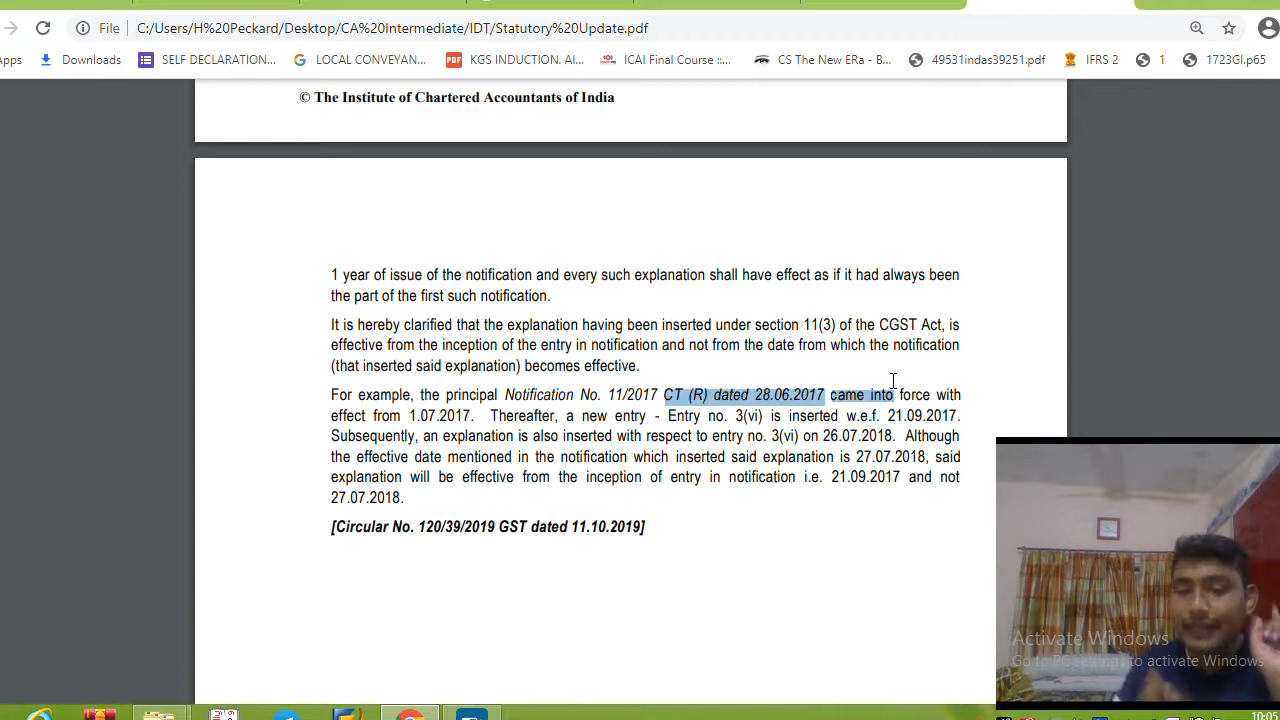 File C:/Users/H%20Peckard/Desktop/CA%20Intermediate/IDT/Statutory%20Update.pdf
Apps Downloads SELF DECLARATION... LOCAL CONVEYAN... KGS INDUCTION. AI... ICAI Final Course ::... CS The New ERa - B... 49531indas39251.pdf IFRS 2 1 1723GI.p65
© The Institute of Chartered Accountants of India
1 year of issue of the notification and every such explanation shall have effect as if it had always been
the part of the first such notification.
It is hereby clarified that the explanation having been inserted under section 11(3) of the CGST Act, is
effective from the inception of the entry in notification and not from the date from which the notification
(that inserted said explanation) becomes effective.
For example, the principal Notification No. 11/2017 CT (R) dated 28.06.2017 came into force with
effect from 1.07.2017. Thereafter, a new entry - Entry no. 3(vi) is inserted w.e.f. 21.09.2017.
Subsequently, an explanation is also inserted with respect to entry no. 3(vi) on 26.07.2018. Although
the effective date mentioned in the notification which inserted said explanation is 27.07.2018, said
explanation will be effective from the inception of entry in notification i.e. 21.09.2017 and not
27.07.2018.
[Circular No. 120/39/2019 GST dated 11.10.2019]
Activate Windows
Go to PC settings to activate Windows
10:05